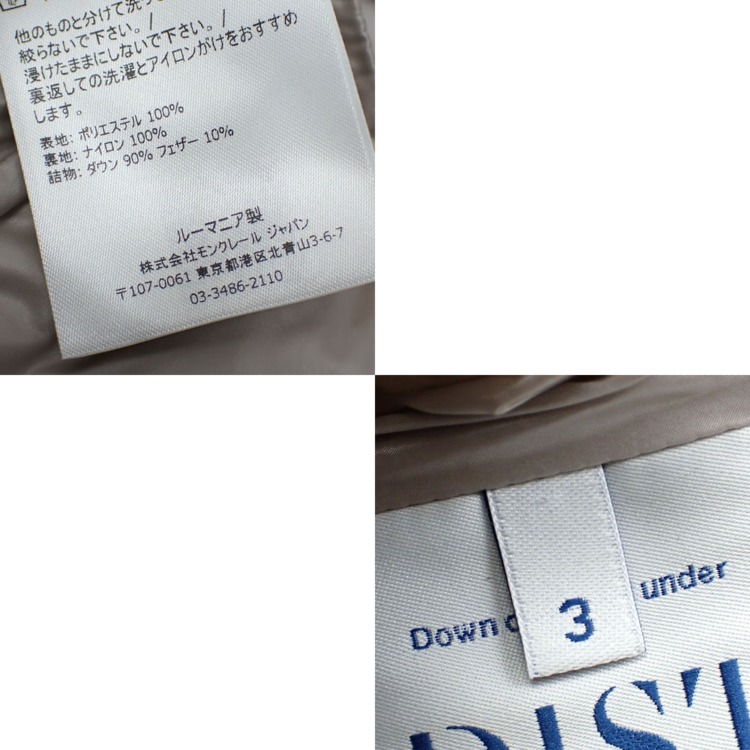 他のものと分けて洗っ
絞らないで下さい。/
浸けたままにしないで下さい。/
裏返しての洗濯とアイロンがけをおすすめ
します。
表地: ポリエステル 100%
裏地: ナイロン 100%
詰物: ダウン 90% フェザー 10%
ルーマニア製
株式会社モンクレール ジャパン
〒107-0061 東京都港区北青山3-6-7
03-3486-2110
Down under
3